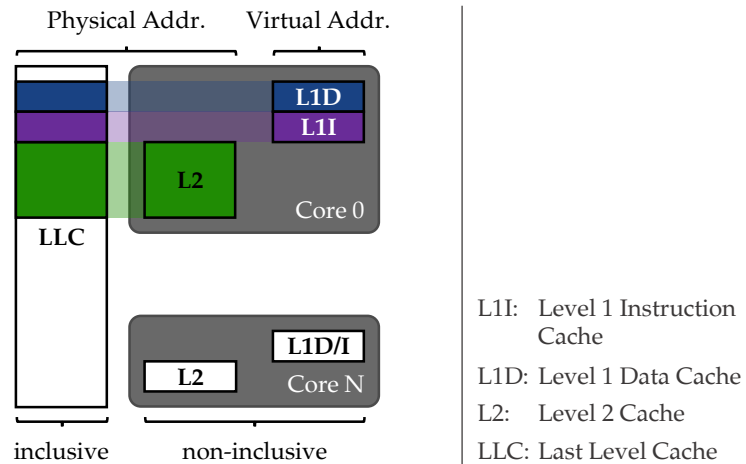 Physical Addr. Virtual Addr.
L1D
L1I
L2
Core 0
LLC
L1D/I
L2
Core N
inclusive non-inclusive
L1I: Level 1 Instruction
Cache
L1D: Level 1 Data Cache
L2: Level 2 Cache
LLC: Last Level Cache